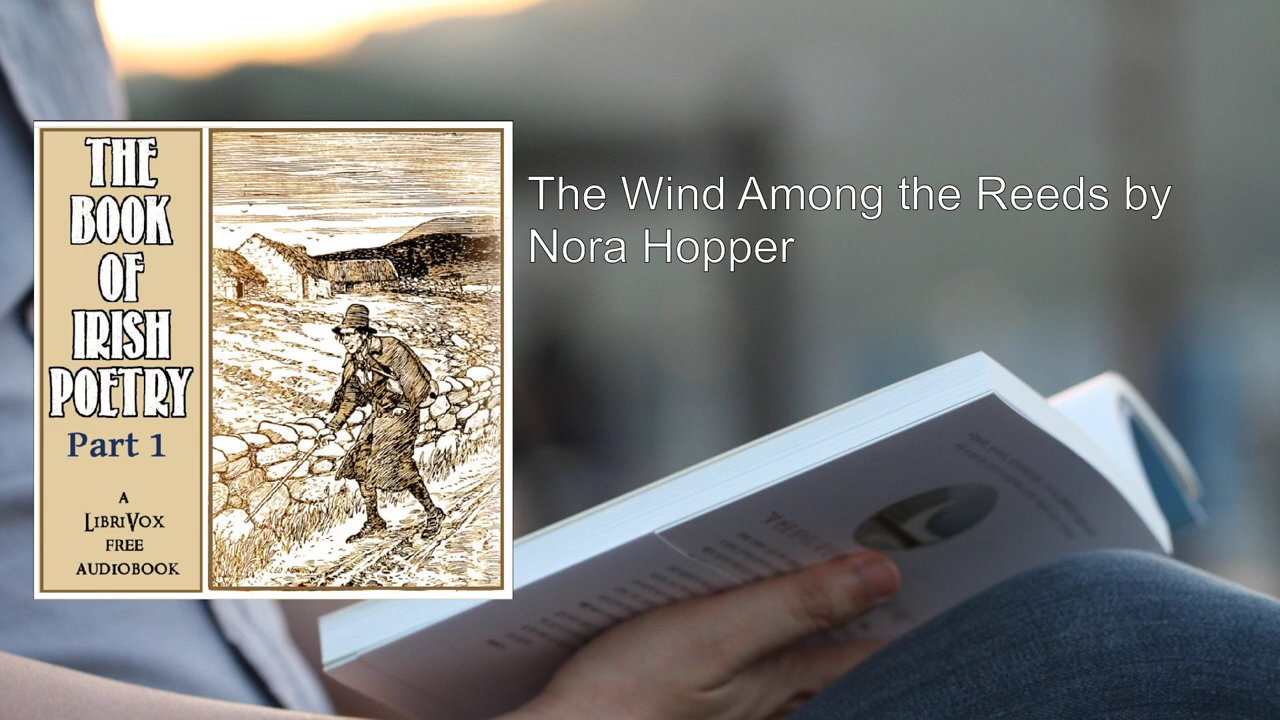 THE
BOOK
OF
IRISH
POETRY
Part 1
A
LIBRIVOX
FREE
AUDIOBOOK
The Wind Among the Reeds by
Nora Hopper